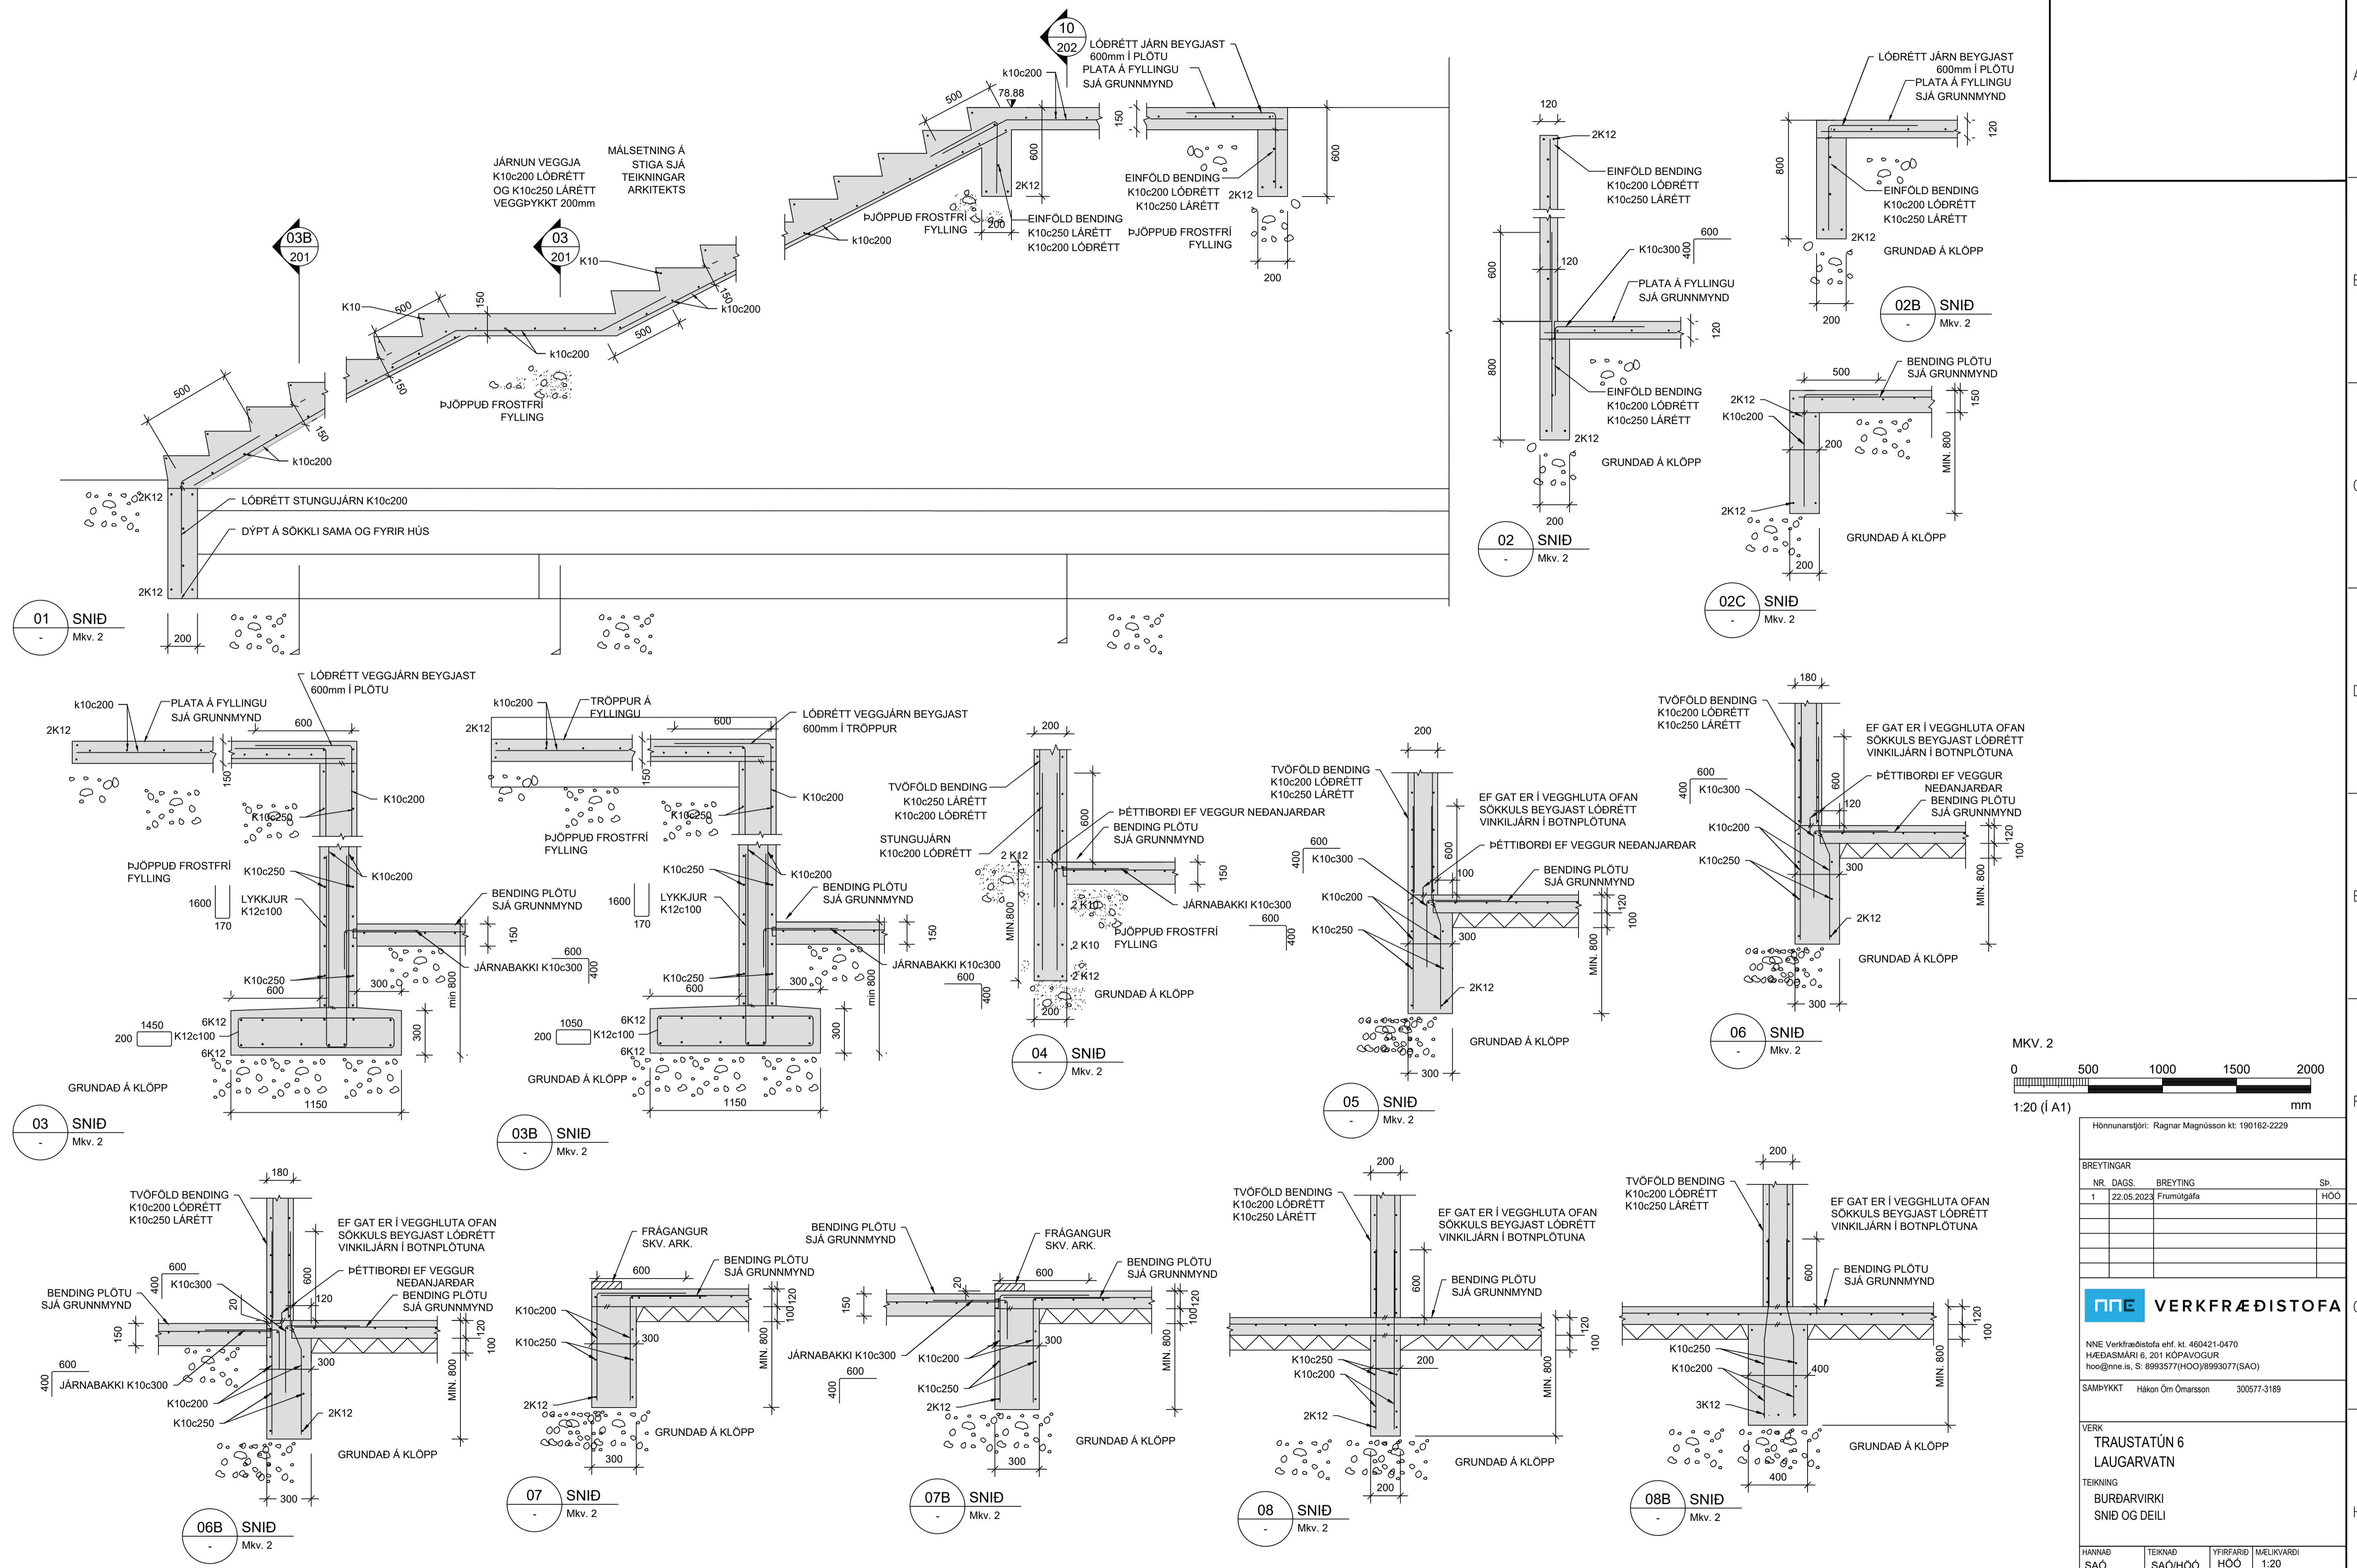 10
202
LÓÐRÉTT JÁRN BEYGJAST
600mm Í PLÖTU
PLATA Á FYLLINGU
SJÁ GRUNNMYND
k10c200
78.88
500
150
600
600
MÁLSETNING Á
STIGA SJÁ
TEIKNINGAR
ARKITEKTS
JÁRNUN VEGGJA
K10c200 LÓÐRÉTT
OG K10c250 LÁRÉTT
VEGGÞYKKT 200mm
EINFÖLD BENDING
K10c200 LÓÐRÉTT
K10c250 LÁRÉTT
2K12
2K12
ÞJÖPPUÐ FROSTFRÍ
FYLLING
200
EINFÖLD BENDING
K10c250 LÁRÉTT
K10c200 LÓÐRÉTT
ÞJÖPPUÐ FROSTFRÍ
FYLLING
k10c200
200
03B
201
03
201
K10
K10
500
150
150
k10c200
500
k10c200
150
ÞJÖPPUÐ FROSTFRÍ
FYLLING
500
150
k10c200
2K12
LÓÐRÉTT STUNGUJÁRN K10c200
DÝPT Á SÖKKLI SAMA OG FYRIR HÚS
2K12
200
01
SNIÐ
-
Mkv. 2
120
2K12
EINFÖLD BENDING
K10c200 LÓÐRÉTT
K10c250 LÁRÉTT
600
K10c300
400
600
120
PLATA Á FYLLINGU
SJÁ GRUNNMYND
120
800
EINFÖLD BENDING
K10c200 LÓÐRÉTT
K10c250 LÁRÉTT
2K12
GRUNDAÐ Á KLÖPP
200
02
SNIÐ
-
Mkv. 2
LÓÐRÉTT JÁRN BEYGJAST
600mm Í PLÖTU
PLATA Á FYLLINGU
SJÁ GRUNNMYND
120
800
EINFÖLD BENDING
K10c200 LÓÐRÉTT
K10c250 LÁRÉTT
2K12
GRUNDAÐ Á KLÖPP
200
02B
SNIÐ
-
Mkv. 2
BENDING PLÖTU
SJÁ GRUNNMYND
500
2K12
K10c200
150
200
MIN. 800
2K12
GRUNDAÐ Á KLÖPP
200
02C
SNIÐ
-
Mkv. 2
LÓÐRÉTT VEGGJÁRN BEYGJAST
600mm Í PLÖTU
k10c200
PLATA Á FYLLINGU
SJÁ GRUNNMYND
600
2K12
150
K10c200
K10c250
ÞJÖPPUÐ FROSTFRÍ
FYLLING
K10c250
K10c200
1600
170
LYKKJUR
K12c100
BENDING PLÖTU
SJÁ GRUNNMYND
150
JÁRNABAKKI K10c300
600
400
K10c250
600
300
min 800
1450
200
6K12
K12c100
6K12
300
GRUNDAÐ Á KLÖPP
1150
03
SNIÐ
-
Mkv. 2
k10c200
TRÖPPUR Á
FYLLINGU
600
LÓÐRÉTT VEGGJÁRN BEYGJAST
600mm Í TRÖPPUR
2K12
150
K10c200
K10c250
ÞJÖPPUÐ FROSTFRÍ
FYLLING
K10c250
K10c200
1600
170
LYKKJUR
K12c100
BENDING PLÖTU
SJÁ GRUNNMYND
150
JÁRNABAKKI K10c300
600
400
K10c250
600
300
min 800
1050
200
6K12
K12c100
6K12
300
GRUNDAÐ Á KLÖPP
1150
03B
SNIÐ
-
Mkv. 2
200
TVÖFÖLD BENDING
K10c250 LÁRÉTT
K10c200 LÓÐRÉTT
600
ÞÉTTIBORÐI EF VEGGUR NEÐANJARÐAR
BENDING PLÖTU
SJÁ GRUNNMYND
STUNGUJÁRN
K10c200 LÓÐRÉTT
2 K12
150
JÁRNABAKKI K10c300
600
400
2 K10
MIN.800
ÞJÖPPUÐ FROSTFRÍ
FYLLING
2 K10
2 K12
GRUNDAÐ Á KLÖPP
200
04
SNIÐ
-
Mkv. 2
200
TVÖFÖLD BENDING
K10c200 LÓÐRÉTT
K10c250 LÁRÉTT
EF GAT ER Í VEGGHLUTA OFAN
SÖKKULS BEYGJAST LÓÐRÉTT
VINKILJÁRN Í BOTNPLÖTUNA
600
ÞÉTTIBORÐI EF VEGGUR NEÐANJARÐAR
600
400
K10c300
100
BENDING PLÖTU
SJÁ GRUNNMYND
K10c200
120
100
K10c250
300
MIN. 800
2K12
GRUNDAÐ Á KLÖPP
300
05
SNIÐ
-
Mkv. 2
180
TVÖFÖLD BENDING
K10c200 LÓÐRÉTT
K10c250 LÁRÉTT
EF GAT ER Í VEGGHLUTA OFAN
SÖKKULS BEYGJAST LÓÐRÉTT
VINKILJÁRN Í BOTNPLÖTUNA
600
400
K10c300
600
ÞÉTTIBORÐI EF VEGGUR
NEÐANJARÐAR
BENDING PLÖTU
SJÁ GRUNNMYND
120
K10c200
120
100
K10c250
300
MIN. 800
2K12
GRUNDAÐ Á KLÖPP
300
06
SNIÐ
-
Mkv. 2
MKV. 2
0 500 1000 1500 2000
1:20 (Í A1) mm
180
TVÖFÖLD BENDING
K10c200 LÓÐRÉTT
K10c250 LÁRÉTT
EF GAT ER Í VEGGHLUTA OFAN
SÖKKULS BEYGJAST LÓÐRÉTT
VINKILJÁRN Í BOTNPLÖTUNA
600
400
K10c300
600
ÞÉTTIBORÐI EF VEGGUR
NEÐANJARÐAR
BENDING PLÖTU
SJÁ GRUNNMYND
BENDING PLÖTU
SJÁ GRUNNMYND
20
120
150
120
100
300
600
400
JÁRNABAKKI K10c300
K10c200
K10c250
MIN. 800
2K12
GRUNDAÐ Á KLÖPP
300
06B
SNIÐ
-
Mkv. 2
FRÁGANGUR
SKV. ARK.
600
BENDING PLÖTU
SJÁ GRUNNMYND
K10c200
120
100
K10c250
300
MIN. 800
2K12
GRUNDAÐ Á KLÖPP
300
07
SNIÐ
-
Mkv. 2
BENDING PLÖTU
SJÁ GRUNNMYND
FRÁGANGUR
SKV. ARK.
20
600
BENDING PLÖTU
SJÁ GRUNNMYND
150
120
100
300
JÁRNABAKKI K10c300
600
400
K10c200
K10c250
MIN. 800
2K12
GRUNDAÐ Á KLÖPP
300
07B
SNIÐ
-
Mkv. 2
200
TVÖFÖLD BENDING
K10c200 LÓÐRÉTT
K10c250 LÁRÉTT
EF GAT ER Í VEGGHLUTA OFAN
SÖKKULS BEYGJAST LÓÐRÉTT
VINKILJÁRN Í BOTNPLÖTUNA
600
BENDING PLÖTU
SJÁ GRUNNMYND
120
100
K10c250
200
K10c200
MIN. 800
2K12
GRUNDAÐ Á KLÖPP
200
08
SNIÐ
-
Mkv. 2
200
TVÖFÖLD BENDING
K10c200 LÓÐRÉTT
K10c250 LÁRÉTT
EF GAT ER Í VEGGHLUTA OFAN
SÖKKULS BEYGJAST LÓÐRÉTT
VINKILJÁRN Í BOTNPLÖTUNA
600
BENDING PLÖTU
SJÁ GRUNNMYND
120
100
K10c250
K10c200
400
MIN. 800
3K12
GRUNDAÐ Á KLÖPP
400
08B
SNIÐ
-
Mkv. 2
Hönnunarstjóri: Ragnar Magnússon kt: 190162-2229
BREYTINGAR
NR. DAGS. BREYTING SÞ.
1 22.05.2023 Frumútgáfa HÖÓ
nne VERKFRÆÐISTOFA
NNE Verkfræðistofa ehf. kt. 460421-0470
HÆÐASMÁRI 6, 201 KÓPAVOGUR
hoo@nne.is, S: 8993577(HOO)/8993077(SAO)
SAMÞYKKT Hákon Örn Ómarsson 300577-3189
VERK
TRAUSTATÚN 6
LAUGARVATN
TEIKNING
BURÐARVIRKI
SNIÐ OG DEILI
HANNAÐ TEIKNAÐ YFIRFARIÐ MÆLIKVARÐI
SAÓ SAÓ/HÖÓ HÖÓ 1:20